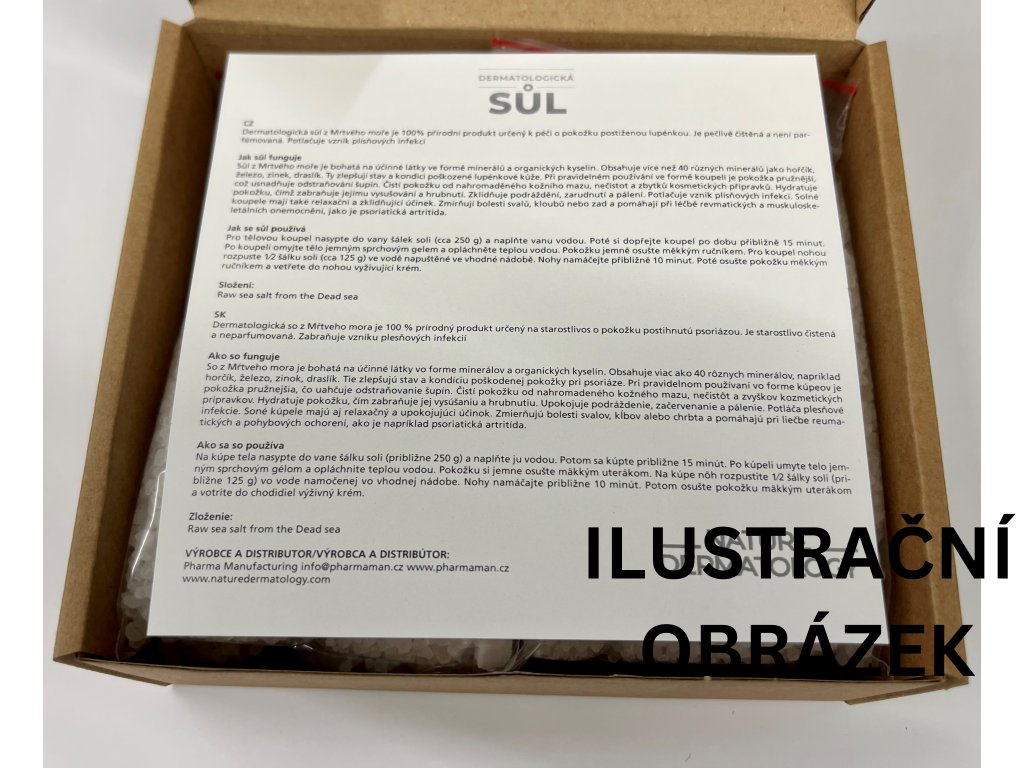 DERMATOLOGICKÁ
SŮL
CZ
Dermatologická sůl z Mrtvého moře je 100% přírodní produkt určený k péči o pokožku postiženou lupénkou. Je pečlivě čištěná a není par-
fémovaná. Potlačuje vznik plísňových infekcí
Jak sůl funguje
Sůl z Mrtvého moře je bohatá na účinné látky ve formě minerálů a organických kyselin. Obsahuje více než 40 různých minerálů jako hořčík,
železo, zinek, draslík. Ty zlepšují stav a kondici poškozené lupénkové kůže. Při pravidelném používání ve formě koupelí je pokožka pružnější,
což usnadňuje odstraňování šupin. Čistí pokožku od nahromaděného kožního mazu, nečistot a zbytků kosmetických přípravků. Hydratuje
pokožku, čímž zabraňuje jejímu vysušování a hrubnutí. Zklidňuje podráždění, zarudnutí a pálení. Potlačuje vznik plísňových infekcí. Solné
koupele mají také relaxační a zklidňující účinek. Zmírňují bolesti svalů, kloubů nebo zad a pomáhají při léčbě revmatických a muskuloske-
letálních onemocnění, jako je psoriatická artritida.
Jak se sůl používá
Pro tělovou koupel nasypte do vany šálek soli (cca 250 g) a naplňte vanu vodou. Poté si dopřejte koupel po dobu přibližně 15 minut.
Po koupeli omyjte tělo jemným sprchovým gelem a opláchněte teplou vodou. Pokožku jemně osušte měkkým ručníkem. Pro koupel nohou
rozpusťte 1/2 šálku soli (cca 125 g) ve vodě napuštěné ve vhodné nádobě. Nohy namáčejte přibližně 10 minut. Poté osušte pokožku měkkým
ručníkem a vetřete do nohou vyživující krém.
Složení:
Raw sea salt from the Dead sea
SK
Dermatologická so z Mŕtveho mora je 100 % prírodný produkt určený na starostlivos o pokožku postihnutú psoriázou. Je starostlivo čistená
a neparfumovaná. Zabraňuje vzniku plesňových infekcií
Ako so funguje
So z Mŕtveho mora je bohatá na účinné látky vo forme minerálov a organických kyselín. Obsahuje viac ako 40 rôznych minerálov, napríklad
horčík, železo, zinok, draslík. Tie zlepšujú stav a kondíciu poškodenej pokožky pri psoriáze. Pri pravidelnom používaní vo forme kúpeov je
pokožka pružnejšia, čo uahčuje odstraňovanie šupín. Čistí pokožku od nahromadeného kožného mazu, nečistôt a zvyškov kozmetických
prípravkov. Hydratuje pokožku, čím zabraňuje jej vysúšaniu a hrubnutiu. Upokojuje podráždenie, začervenanie a pálenie. Potláča plesňové
infekcie. Soné kúpele majú aj relaxačný a upokojujúci účinok. Zmierňujú bolesti svalov, kĺbov alebo chrbta a pomáhajú pri liečbe reuma-
tických a pohybových ochorení, ako je napríklad psoriatická artritída.
Ako sa so používa
Na kúpe tela nasypte do vane šálku soli (približne 250 g) a naplňte ju vodou. Potom sa kúpte približne 15 minút. Po kúpeli umyte telo jem-
ným sprchovým gélom a opláchnite teplou vodou. Pokožku si jemne osušte mäkkým uterákom. Na kúpe nôh rozpustite 1/2 šálky soli (pri-
bližne 125 g) vo vode namočenej vo vhodnej nádobe. Nohy namáčajte približne 10 minút. Potom osušte pokožku mäkkým uterákom
a votrite do chodidiel výživný krém.
Zloženie:
Raw sea salt from the Dead sea
VÝROBCE A DISTRIBUTOR/VÝROBCA A DISTRIBÚTOR:
Pharma Manufacturing info@pharmaman.cz www.pharmaman.cz
www.naturedermatology.com
NATURE
DERMATOLOGY
ILUSTRAČNÍ
OBRÁZEK